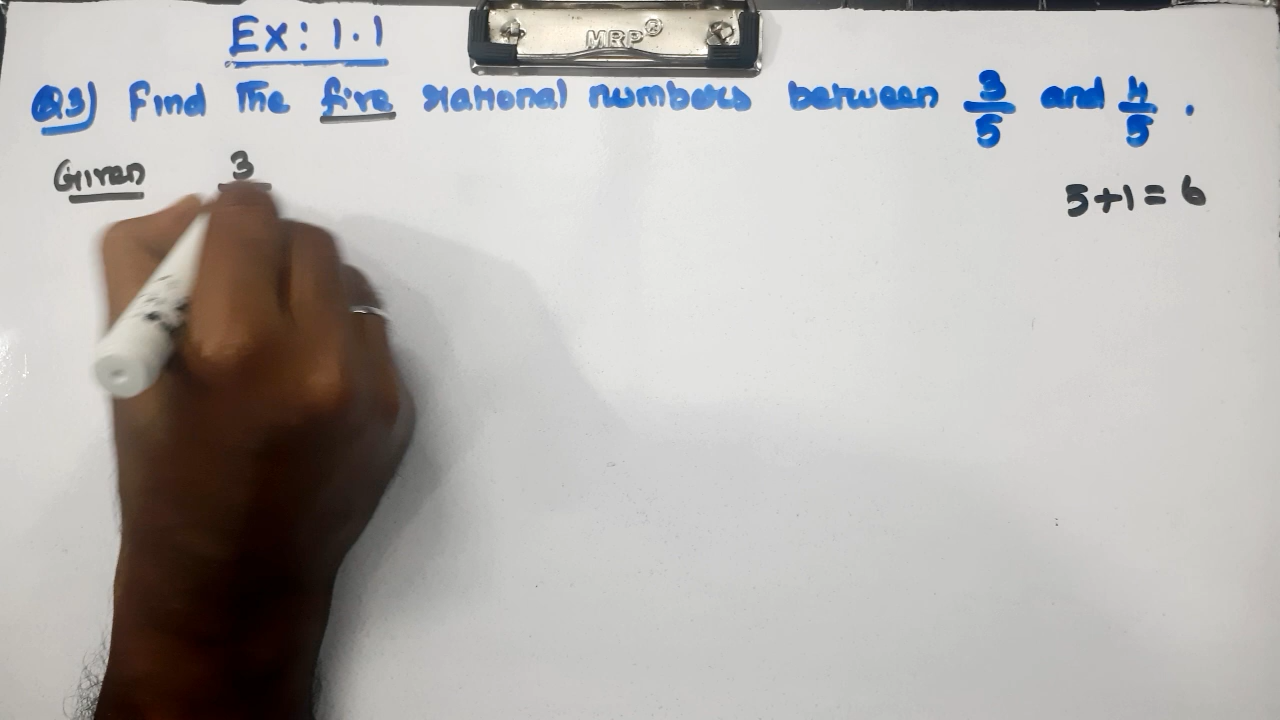 MRP
Ex: 1.1
Q3) Find The five rational numbers between 3/5 and 4/5 .
Given 3
5+1=6